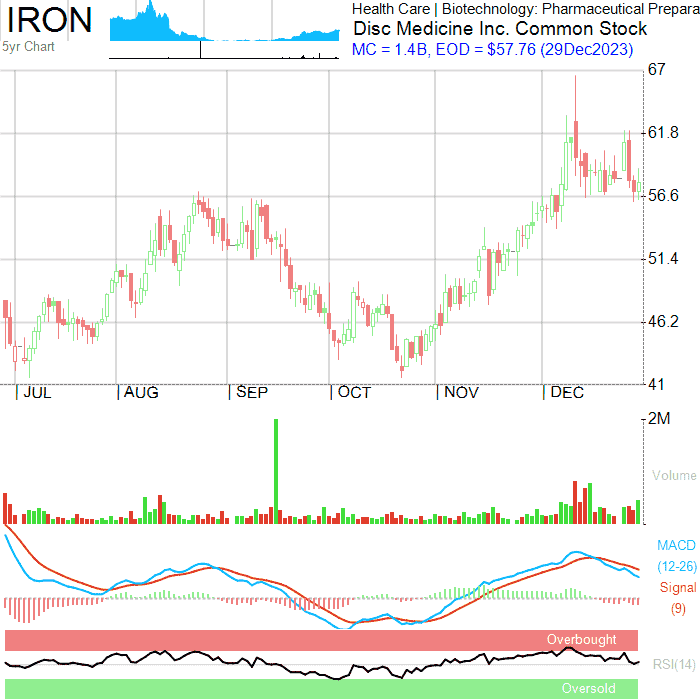 IRON
5yr Chart
Health Care | Biotechnology: Pharmaceutical Prepara
Disc Medicine Inc. Common Stock
MC = 1.4B, EOD = $57.76 (29Dec2023)
67
61.8
56.6
51.4
46.2
41
JUL AUG SEP OCT NOV DEC
2M
Volume
MACD
(12-26)
Signal
(9)
Overbought
RSI(14)
Oversold